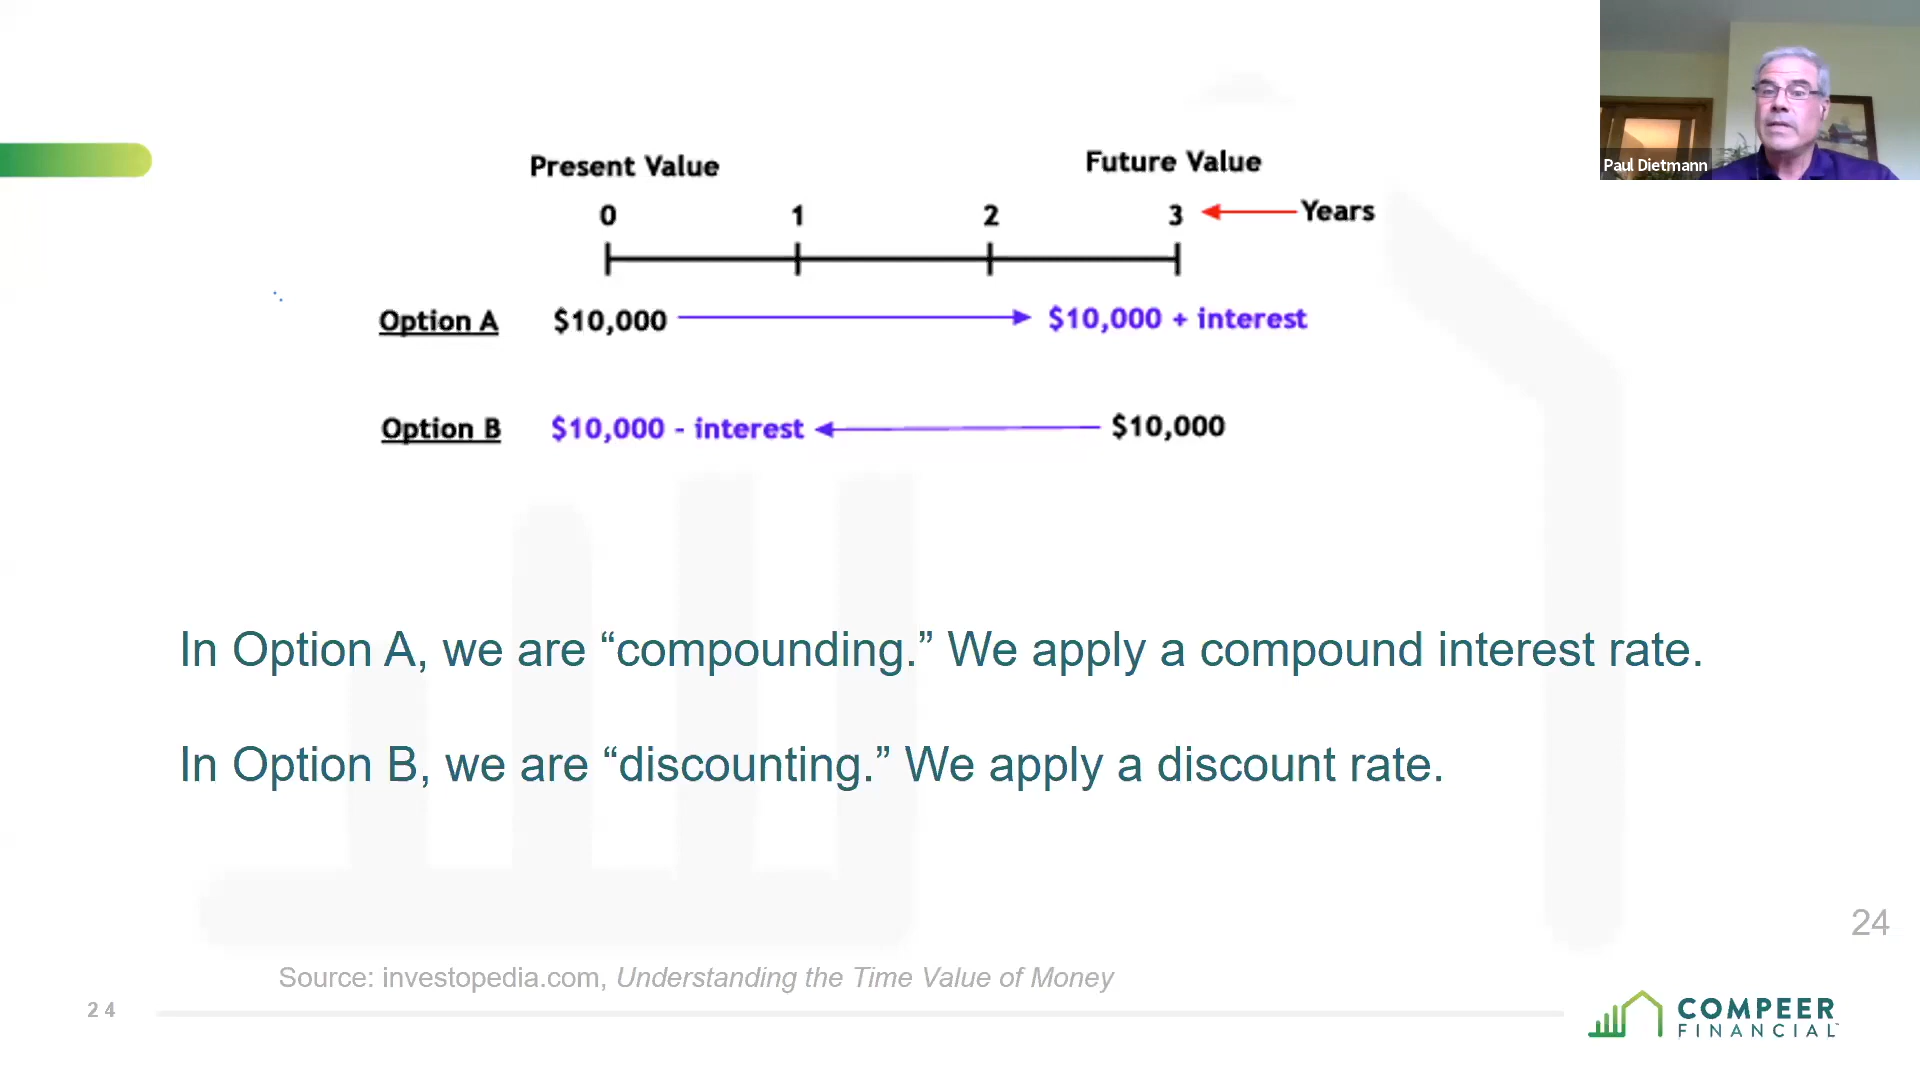 Paul Dietmann
Present Value Future Value
0 1 2 3 Years
Option A $10,000 $10,000 + interest
Option B $10,000 - interest $10,000
In Option A, we are “compounding.” We apply a compound interest rate.
In Option B, we are “discounting.” We apply a discount rate.
24
Source: investopedia.com, Understanding the Time Value of Money
24
COMPEER
FINANCIAL™